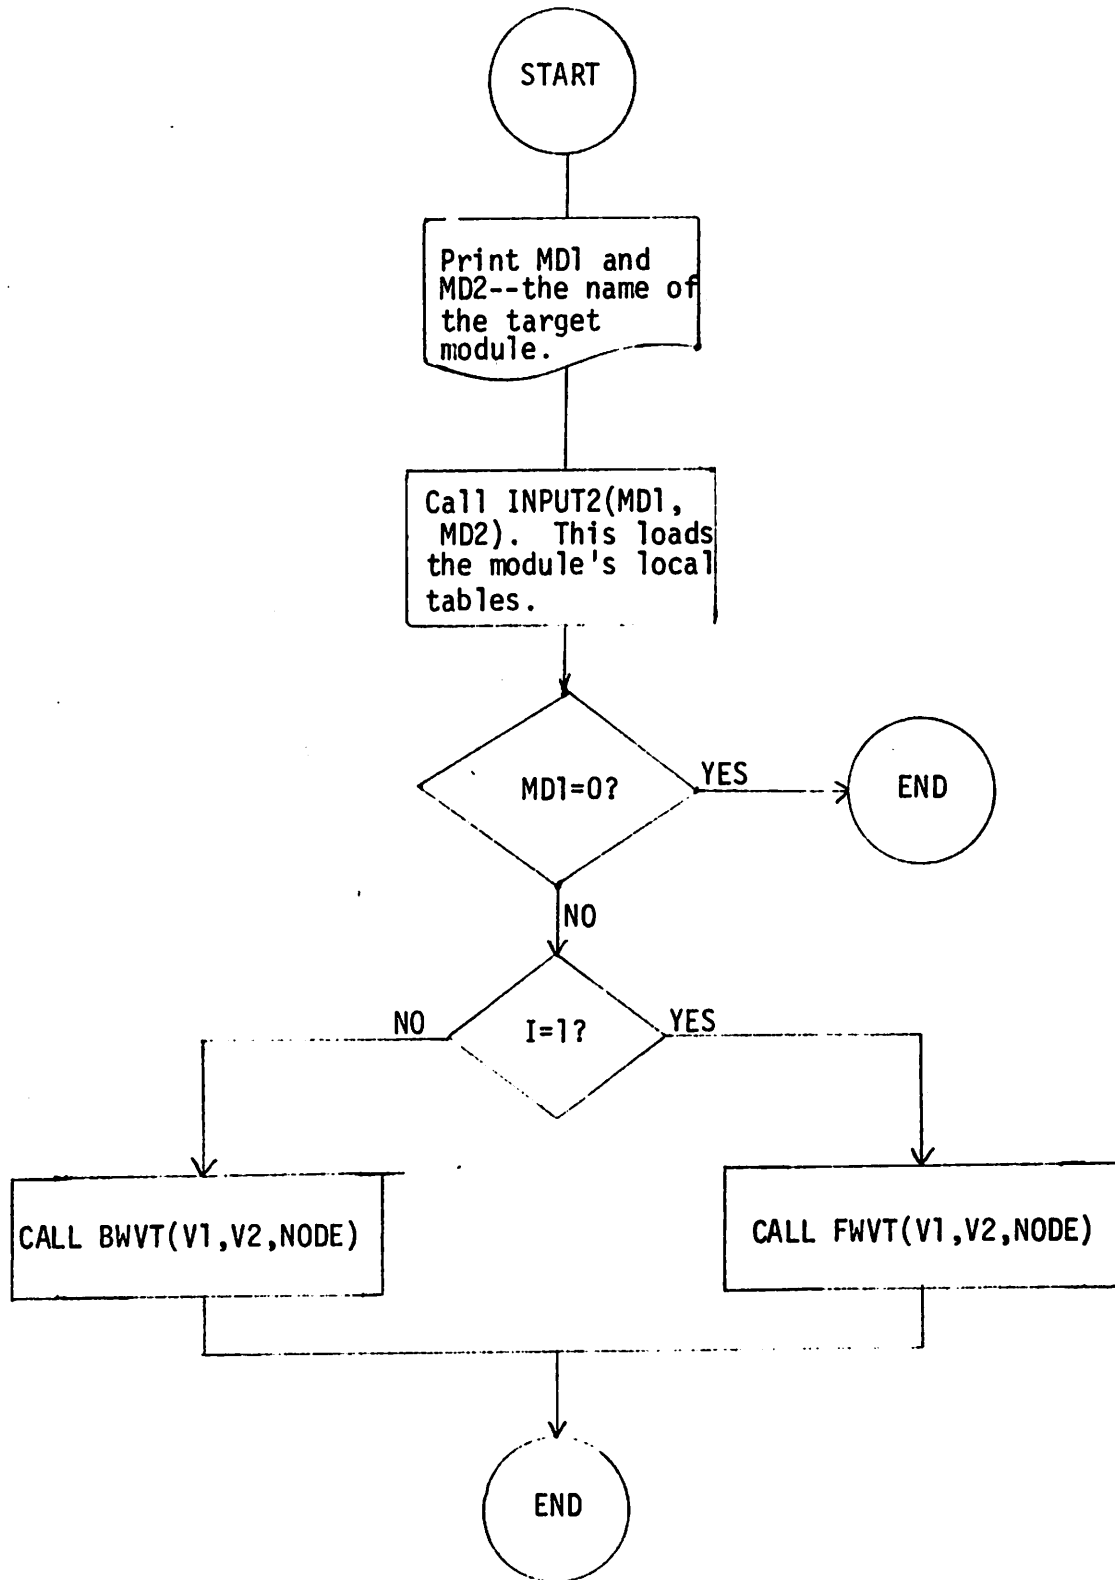 START
Print MD1 and
MD2--the name of
the target
module.
Call INPUT2(MD1,
MD2). This loads
the module's local
tables.
MD1=0?
YES
END
NO
I=1?
NO
YES
CALL BWVT(V1,V2,NODE)
CALL FWVT(V1,V2,NODE)
END